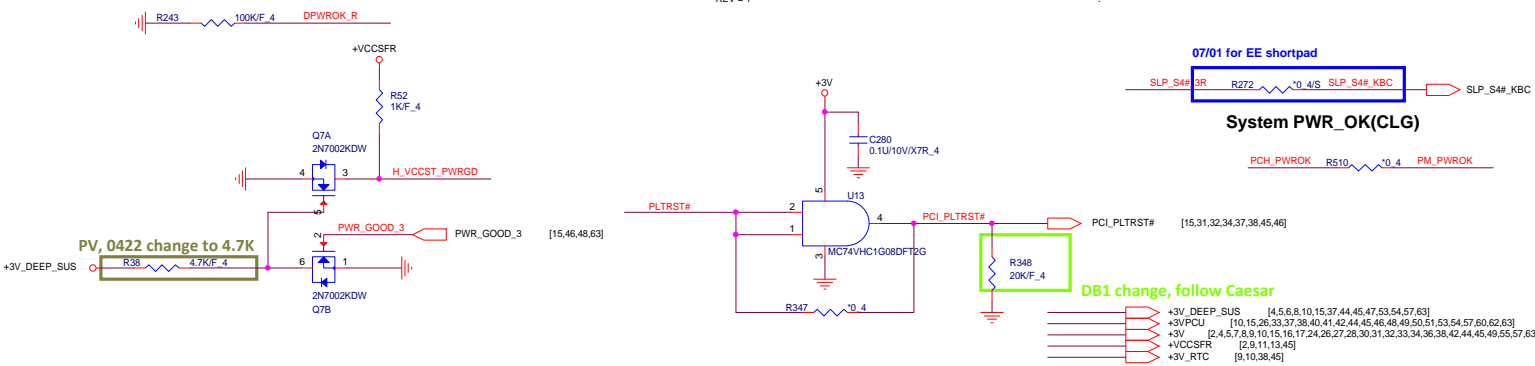 R243
100K/F_4
DPWROK_R
+VCCSFR
R52
1K/F_4
Q7A
2N7002KDW
4
3
H_VCCST_PWRGD
5
2
PWR_GOOD_3
PWR_GOOD_3
[15,46,48,63]
PV, 0422 change to 4.7K
+3V_DEEP_SUS
R38
4.7K/F_4
6
1
2N7002KDW
Q7B
+3V
C280
0.1U/10V/X7R_4
5
U13
PLTRST#
2
1
4
PCI_PLTRST#
PCI_PLTRST#
[15,31,32,34,37,38,45,46]
3
MC74VHC1G08DFT2G
R347
*0_4
R348
20K/F_4
DB1 change, follow Caesar
07/01 for EE shortpad
SLP_S4#_3R
R272
*0_4/S
SLP_S4#_KBC
SLP_S4#_KBC
System PWR_OK(CLG)
PCH_PWROK
R510
*0_4
PM_PWROK
+3V_DEEP_SUS [4,5,6,8,10,15,37,44,45,47,53,54,57,63]
+3VPCU [10,15,26,33,37,38,40,41,42,44,45,46,48,49,50,51,53,54,57,60,62,63]
+3V [2,4,5,7,8,9,10,15,16,17,24,26,27,28,30,31,32,33,34,36,38,42,44,45,49,55,57,63
+VCCSFR [2,9,11,13,45]
+3V_RTC [9,10,38,45]